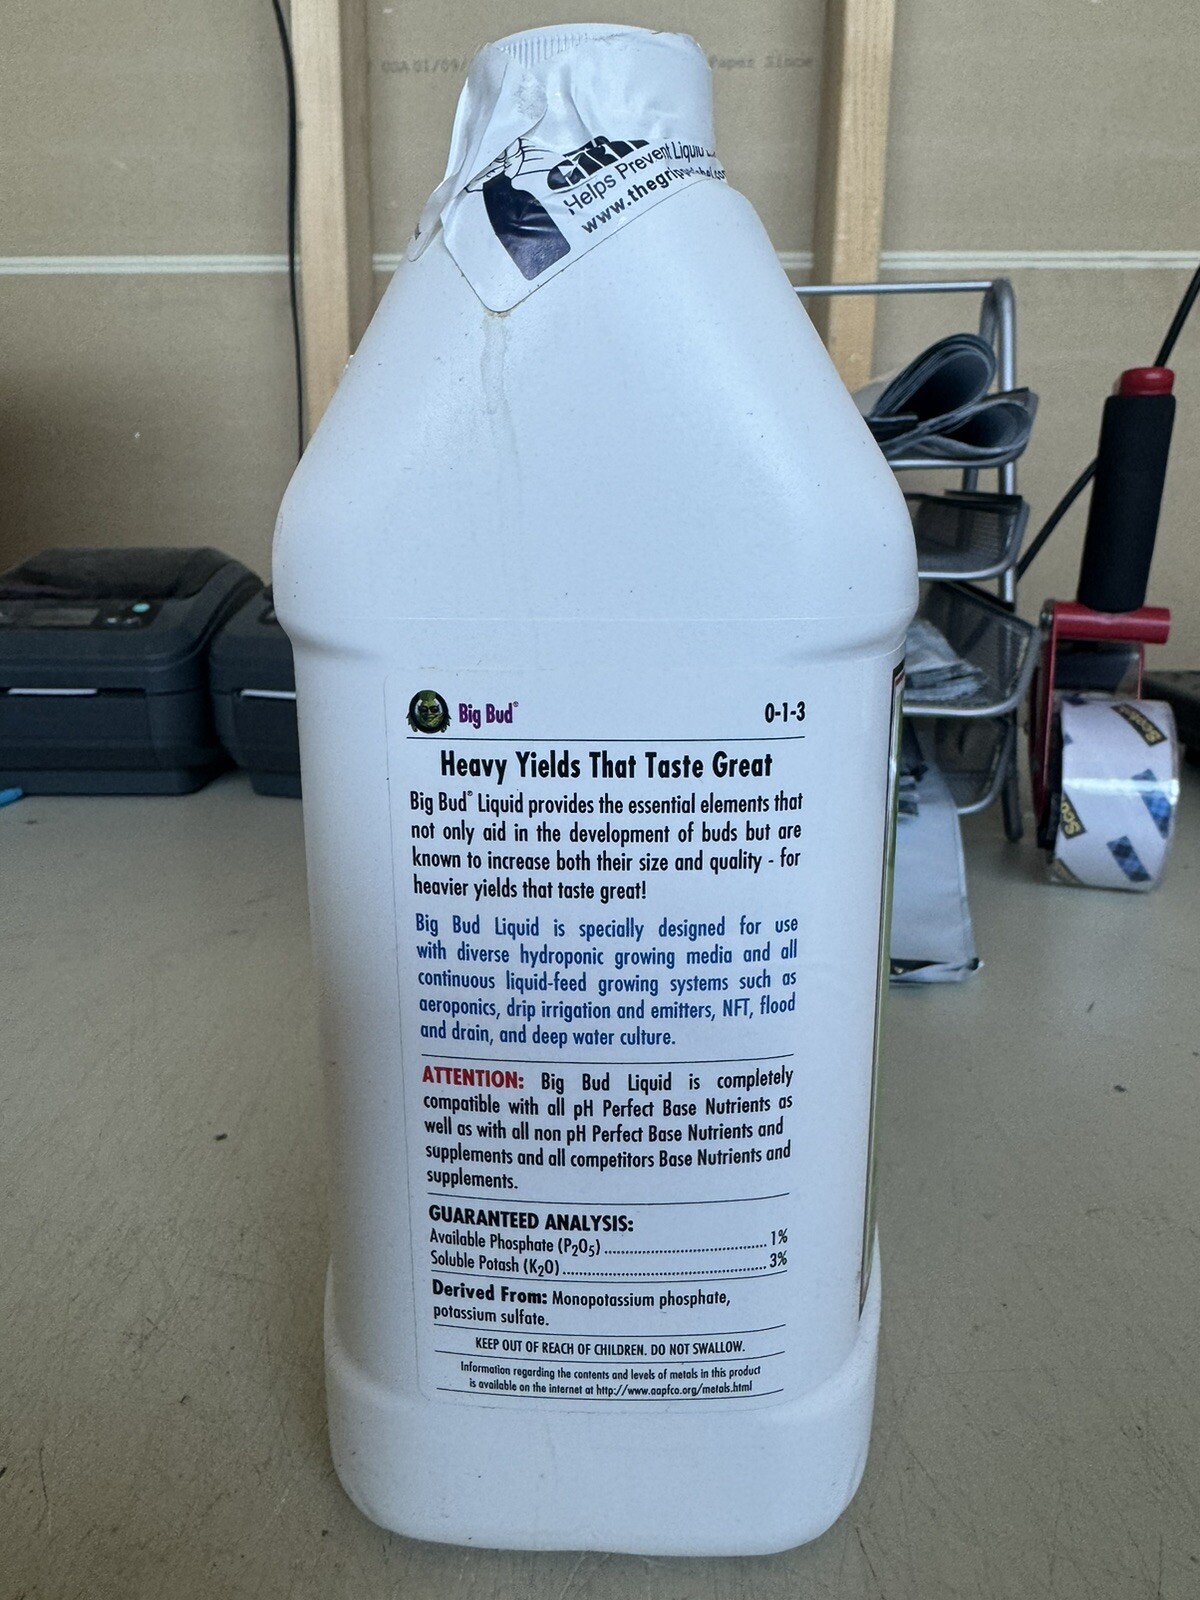 Helps Prevent Liquid
Big Bud®
0-1-3
Heavy Yields That Taste Great
Big Bud® Liquid provides the essential elements that
not only aid in the development of buds but are
known to increase both their size and quality - for
heavier yields that taste great!
Big Bud Liquid is specially designed for use
with diverse hydroponic growing media and all
continuous liquid-feed growing systems such as
aeroponics, drip irrigation and emitters, NFT, flood
and drain, and deep water culture.
ATTENTION: Big Bud Liquid is completely
compatible with all pH Perfect Base Nutrients as
well as with all non pH Perfect Base Nutrients and
supplements and all competitors Base Nutrients and
supplements.
GUARANTEED ANALYSIS:
Available Phosphate (P₂O₅) ........................ 1%
Soluble Potash (K₂O) ........................ 3%
Derived From: Monopotassium phosphate,
potassium sulfate.
KEEP OUT OF REACH OF CHILDREN. DO NOT SWALLOW.
Information regarding the contents and levels of metals in this product
is available on the internet at http://www.aapfco.org/metals.html
Scotch